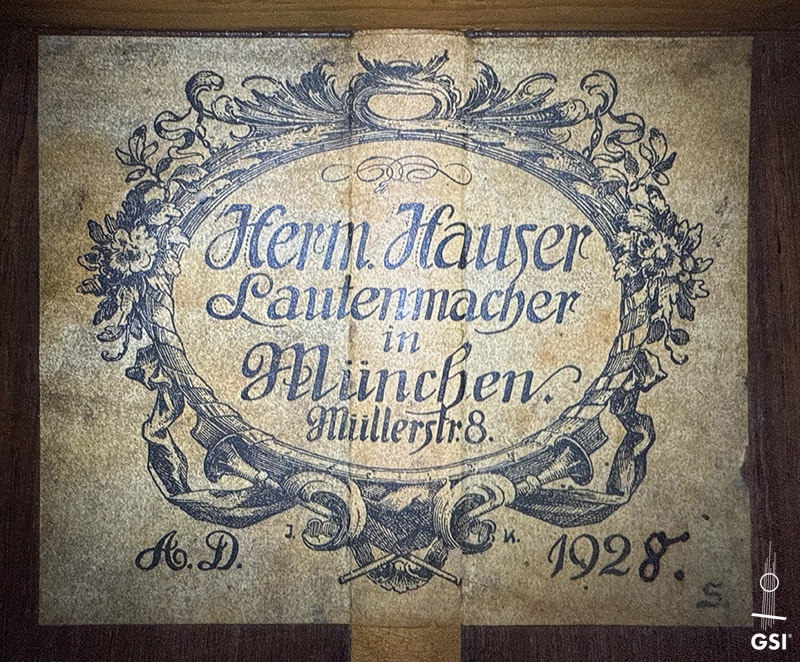 Herm. Hauser
Lautenmacher
in
München.
Müllerstr. 8.
J. K.
A. D. 1928.
GSI